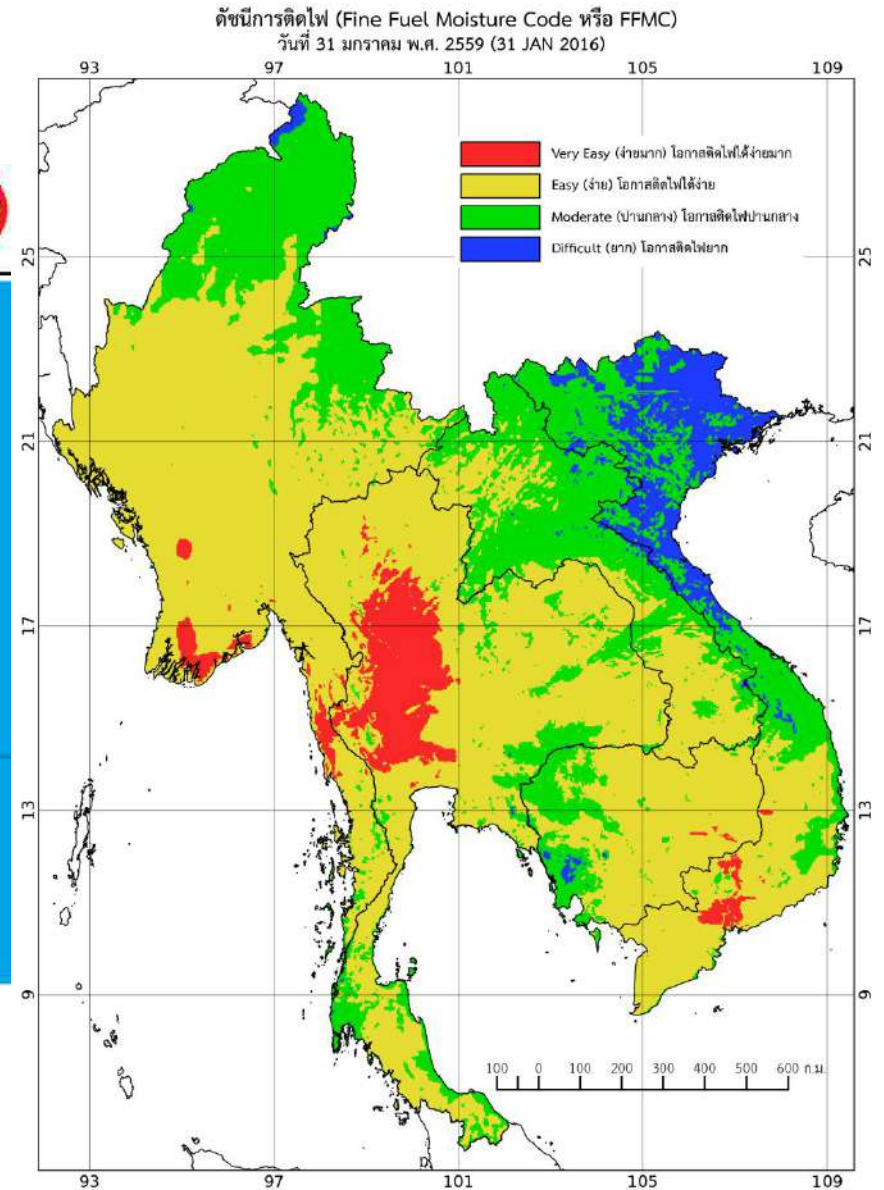 ดัชนีการติดไฟ (Fine Fuel Moisture Code หรือ FFMC)
วันที่ 31 มกราคม พ.ศ. 2559 (31 JAN 2016)
93 97 101 105 109
Very Easy (ง่ายมาก) โอกาสติดไฟได้ง่ายมาก
Easy (ง่าย) โอกาสติดไฟได้ง่าย
Moderate (ปานกลาง) โอกาสติดไฟปานกลาง
Difficult (ยาก) โอกาสติดไฟยาก
25 25
21 21
17 17
13 13
9 9
100 0 100 200 300 400 500 600 ก.ม.
93 97 101 105 109